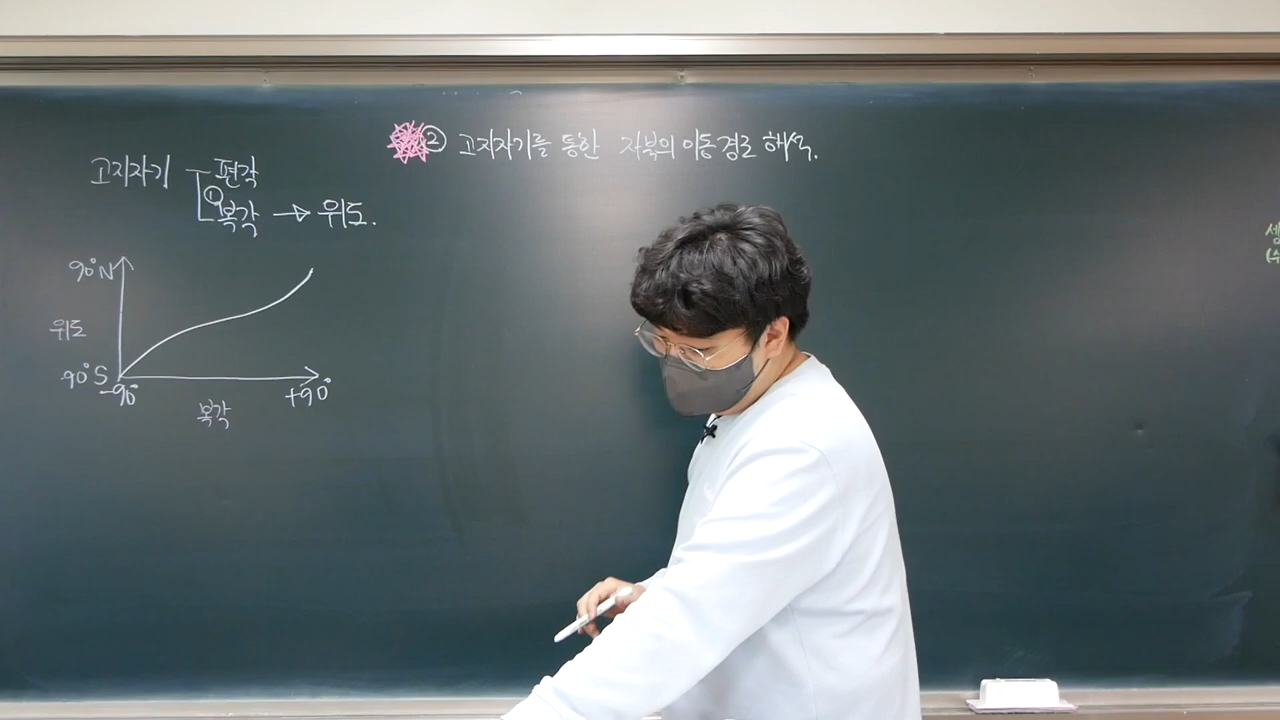 고지자기 편각
① 복각 → 위도.
90°N
위도
90°S
-90°
복각
+90°
② 고지자기를 통한 자북의 이동경로 해석.